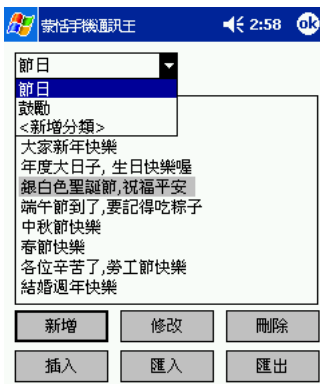 蒙恬手機簡訊王 2:58 ok
節日
節日
鼓勵
<新增分類>
大家新年快樂
年度大日子, 生日快樂喔
銀白色聖誕節,祝福平安
端午節到了,要記得吃粽子
中秋節快樂
春節快樂
各位辛苦了,勞工節快樂
結婚週年快樂
新增 修改 刪除
插入 匯入 匯出